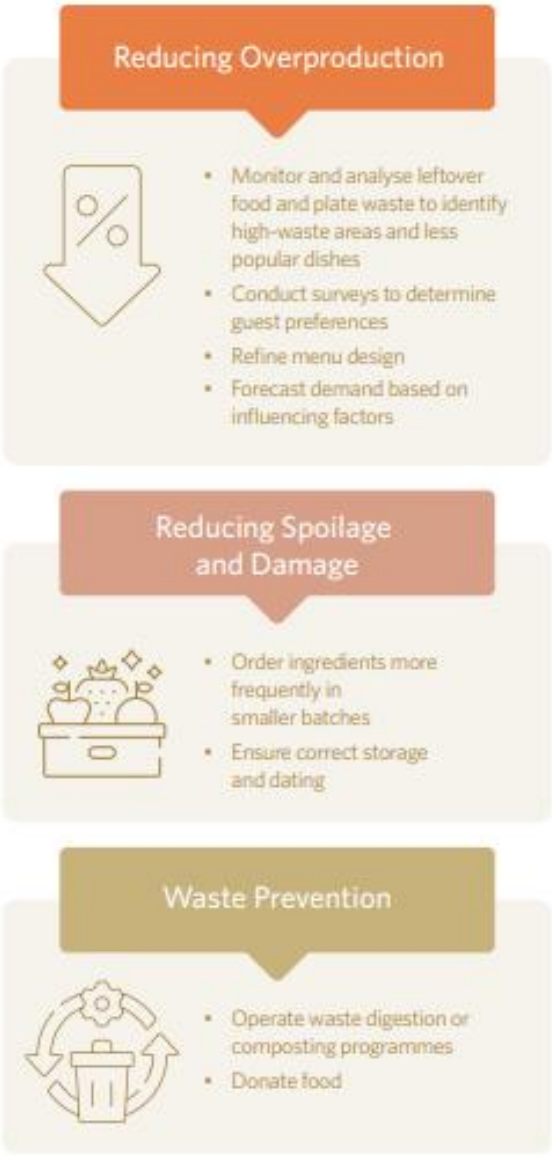 Reducing Overproduction
• Monitor and analyse leftover
food and plate waste to identify
high-waste areas and less
popular dishes
• Conduct surveys to determine
guest preferences
• Refine menu design
• Forecast demand based on
influencing factors
Reducing Spoilage
and Damage
• Order ingredients more
frequently in
smaller batches
• Ensure correct storage
and dating
Waste Prevention
• Operate waste digestion or
composting programmes
• Donate food